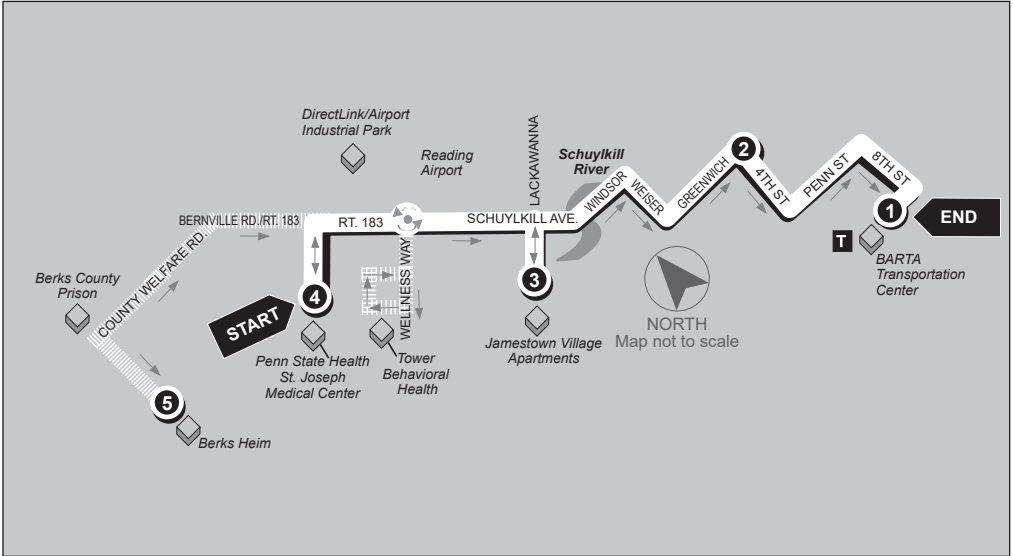 DirectLink/Airport
Industrial Park
Reading
Airport
LACKAWANNA
Schuylkill
River
WINDSOR
WEISER
GREENWICH
2
4TH ST
PENN ST
8TH ST
1
END
T
BARTA
Transportation
Center
BERNVILLE RD./RT. 183
RT. 183
SCHUYLKILL AVE.
COUNTY WELFARE RD.
WELLNESS WAY
Berks County
Prison
START
4
3
NORTH
Map not to scale
Penn State Health
St. Joseph
Medical Center
Tower
Behavioral
Health
Jamestown Village
Apartments
5
Berks Heim